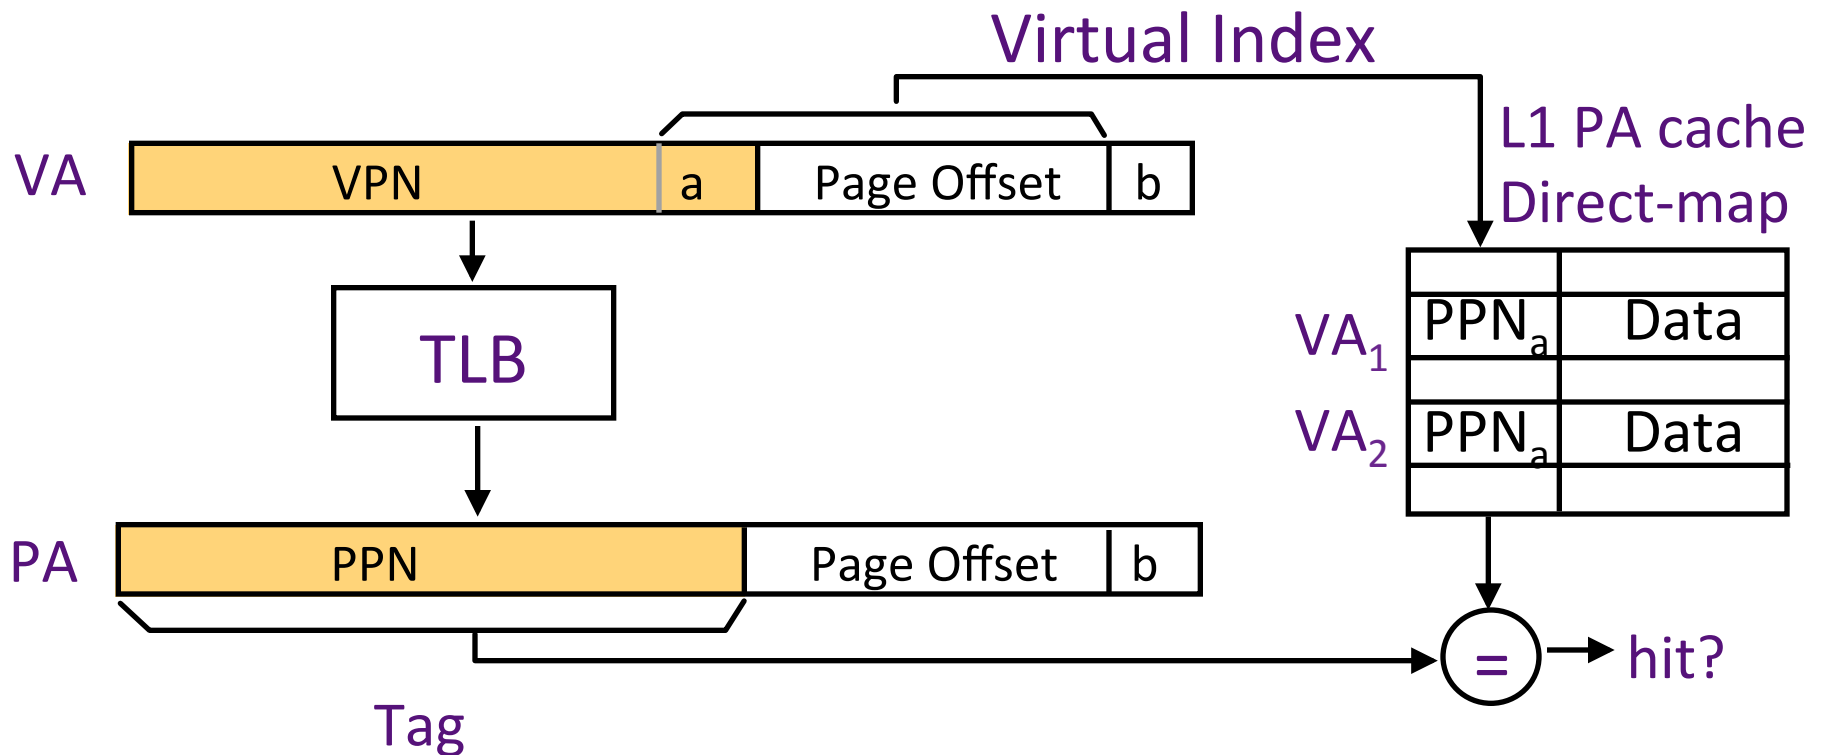 Virtual Index
VA
VPN
a
Page Offset
b
L1 PA cache
Direct-map
TLB
VA1
PPNa
Data
VA2
PPNa
Data
PA
PPN
Page Offset
b
=
hit?
Tag